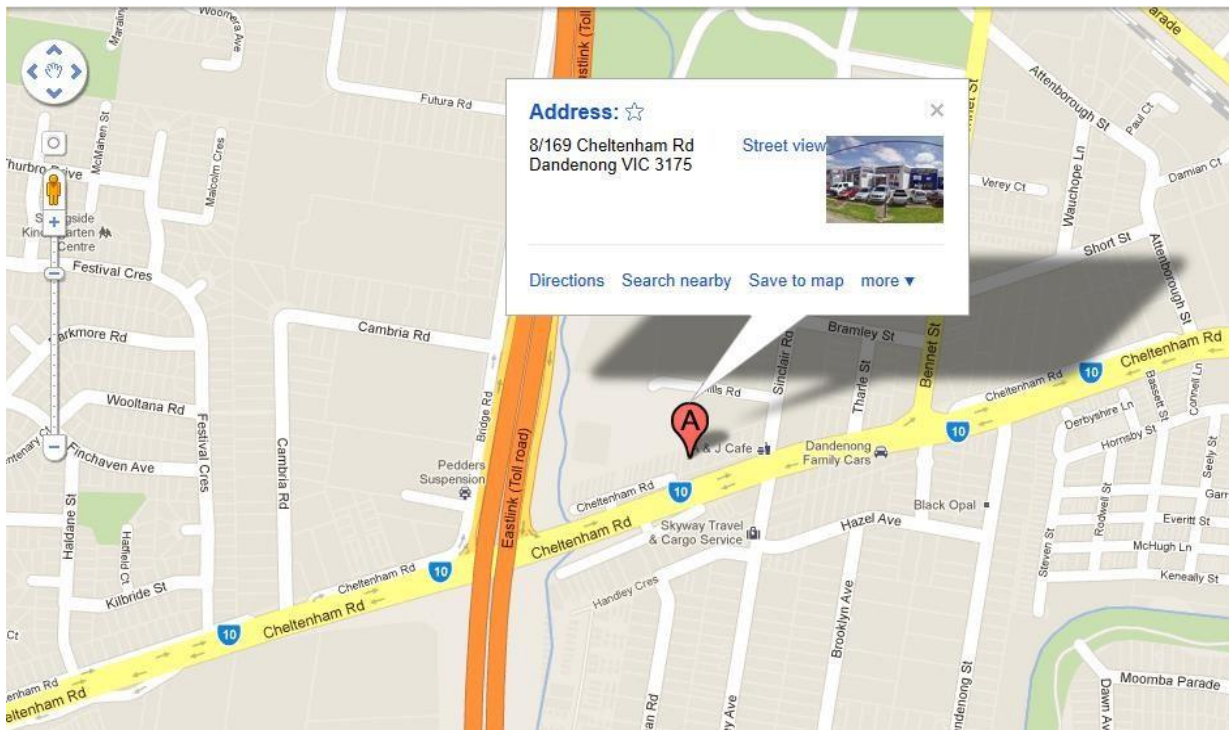 Woomera Ave
Futura Rd
McMahen St
Malcolm Cres
Festival Cres
Cambria Rd
Wooltana Rd
Festival Cres
Cambria Rd
Finchaven Ave
Haldane St
Hatfield Ct
Kilbride St
Ct
Bridge Rd
Pedders
Suspension
Eastlink (Toll road)
Address:
8/169 Cheltenham Rd
Dandenong VIC 3175
Street view
Directions Search nearby Save to map more
Attenborough St
Paul Ct
Damian Ct
Verey Ct
Wauchope Ln
Short St
Attenborough St
Bramley St
Sinclair Rd
Tharle St
Bennet St
A
& J Cafe
Dandenong
Family Cars
Cheltenham Rd
10
Cheltenham Rd
10
Cheltenham Rd
10
Cheltenham Rd
Cheltenham Rd
10
Cheltenham Rd
10
Cheltenham Rd
Bassett St
Connell Ln
Derbyshire Ln
Hornsby St
Seely St
Rodwell St
Steven St
Everitt St
McHugh Ln
Keneally St
Black Opal
Hazel Ave
Skyway Travel
& Cargo Service
Handley Cres
Brooklyn Ave
Moomba Parade